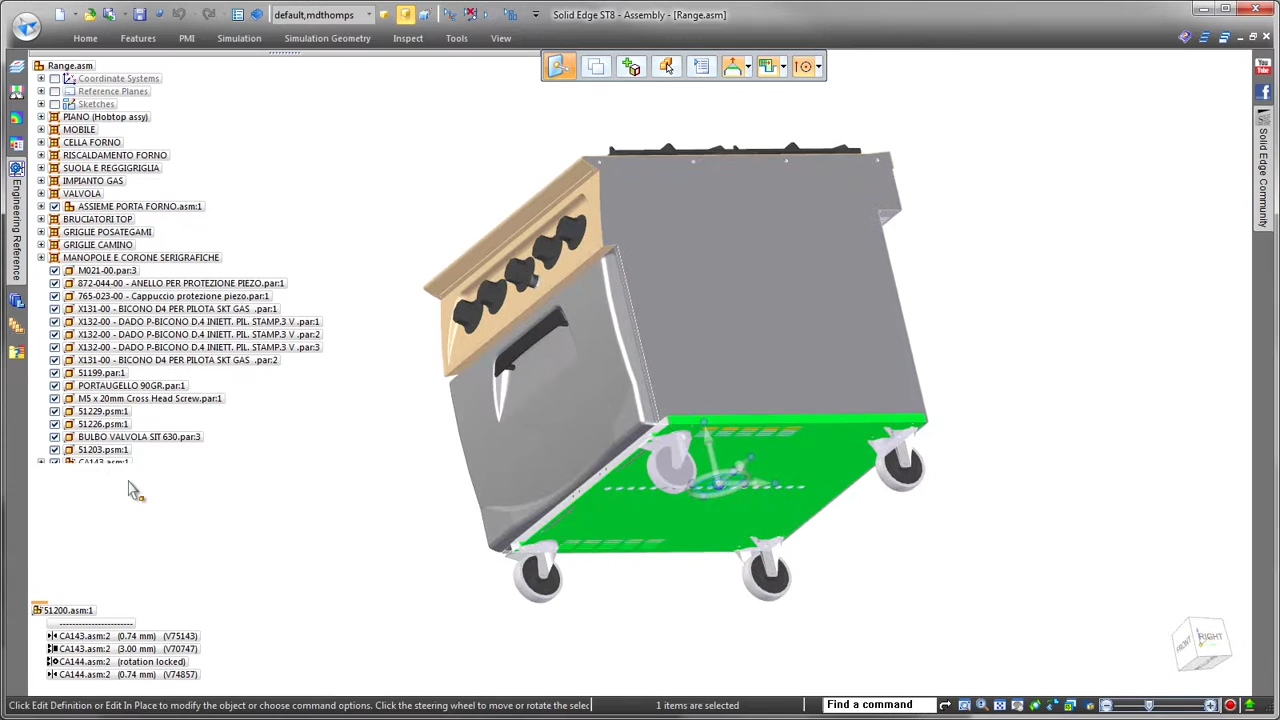 default,mdthomps
Solid Edge ST8 - Assembly - [Range.asm]
Home
Features
PMI
Simulation
Simulation Geometry
Inspect
Tools
View
Range.asm
Coordinate Systems
Reference Planes
Sketches
PIANO (Hobtop assy)
MOBILE
CELLA FORNO
RISCALDAMENTO FORNO
SUOLA E REGGIGRIGLIA
IMPIANTO GAS
VALVOLA
ASSIEME PORTA FORNO.asm:1
BRUCIATORI TOP
GRIGLIE POSATEGAMI
GRIGLIE CAMINO
MANOPOLE E CORONE SERIGRAFICHE
M021-00.par:3
872-044-00 - ANELLO PER PROTEZIONE PIEZO.par:1
765-023-00 - Cappuccio protezione piezo.par:1
X131-00 - BICONO D4 PER PILOTA SKT GAS .par:1
X132-00 - DADO P-BICONO D.4 INIETT. PIL. STAMP.3 V .par:1
X132-00 - DADO P-BICONO D.4 INIETT. PIL. STAMP.3 V .par:2
X132-00 - DADO P-BICONO D.4 INIETT. PIL. STAMP.3 V .par:3
X131-00 - BICONO D4 PER PILOTA SKT GAS .par:2
51199.par:1
PORTAUGELLO 90GR.par:1
M5 x 20mm Cross Head Screw.par:1
51229.psm:1
51226.psm:1
BULBO VALVOLA SIT 630.par:3
51203.psm:1
CA143.asm:1
51200.asm:1
-----------------------
CA143.asm:2 (0.74 mm) (V75143)
CA143.asm:2 (3.00 mm) (V70747)
CA144.asm:2 (rotation locked)
CA144.asm:2 (0.74 mm) (V74857)
Engineering Reference
You Tube
Solid Edge Community
FRONT
RIGHT
Click Edit Definition or Edit In Place to modify the object or choose command options. Click the steering wheel to move or rotate the selec
1 items are selected
Find a command